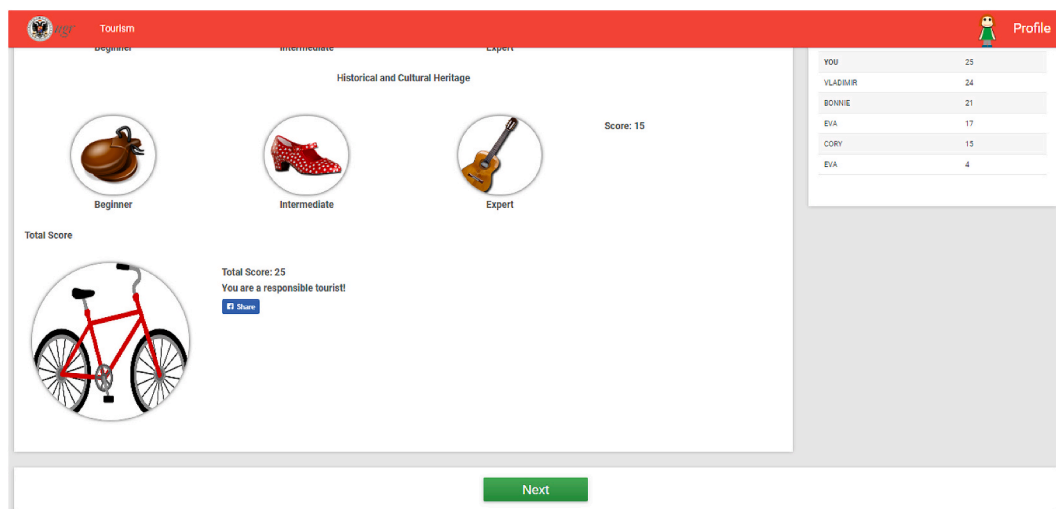 ugr Tourism Profile
Beginner Intermediate Expert
Historical and Cultural Heritage
Score: 15
Beginner Intermediate Expert
Total Score
Total Score: 25
You are a responsible tourist!
Share
YOU 25
VLADIMIR 24
BONNIE 21
EVA 17
CORY 15
EVA 4
Next